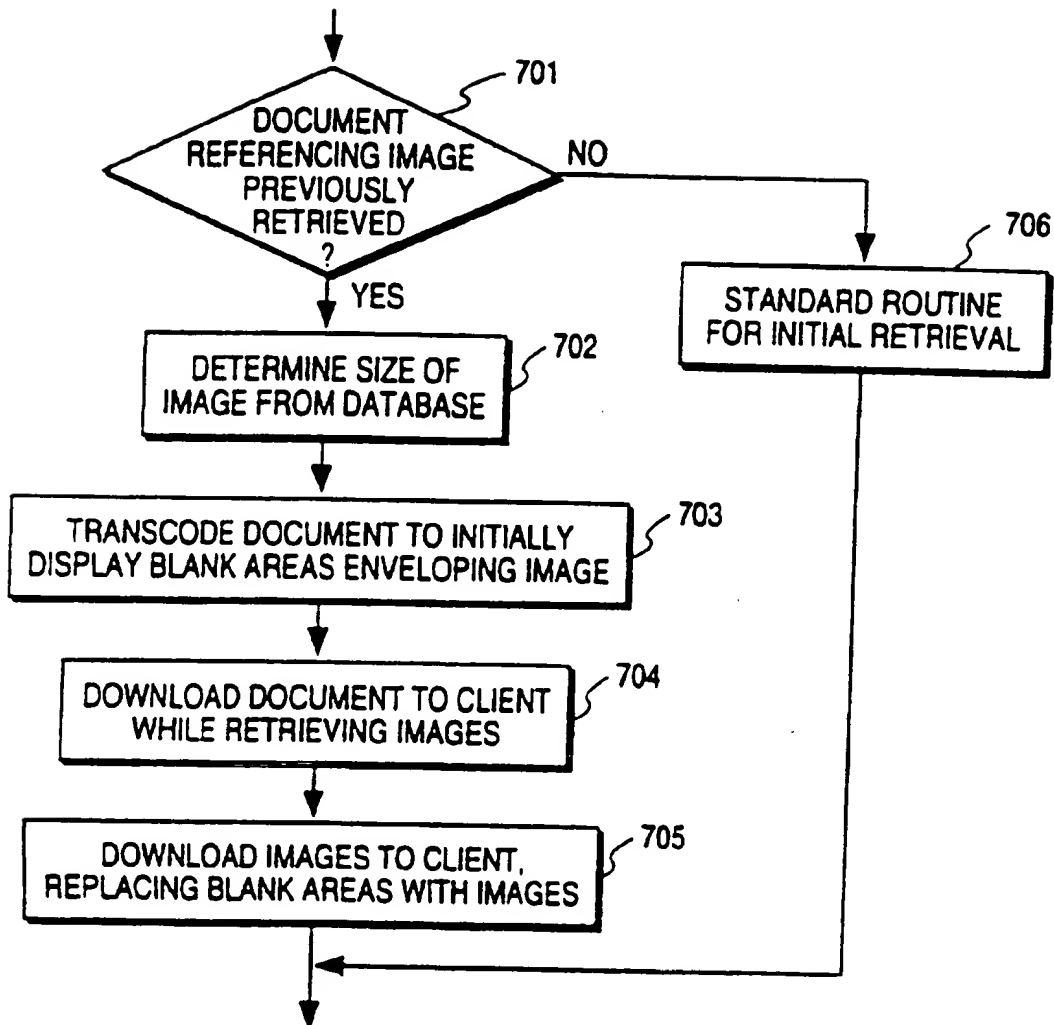 701
DOCUMENT
REFERENCING IMAGE
PREVIOUSLY
RETRIEVED
?
NO
YES
706
STANDARD ROUTINE
FOR INITIAL RETRIEVAL
702
DETERMINE SIZE OF
IMAGE FROM DATABASE
703
TRANSCODE DOCUMENT TO INITIALLY
DISPLAY BLANK AREAS ENVELOPING IMAGE
704
DOWNLOAD DOCUMENT TO CLIENT
WHILE RETRIEVING IMAGES
705
DOWNLOAD IMAGES TO CLIENT,
REPLACING BLANK AREAS WITH IMAGES